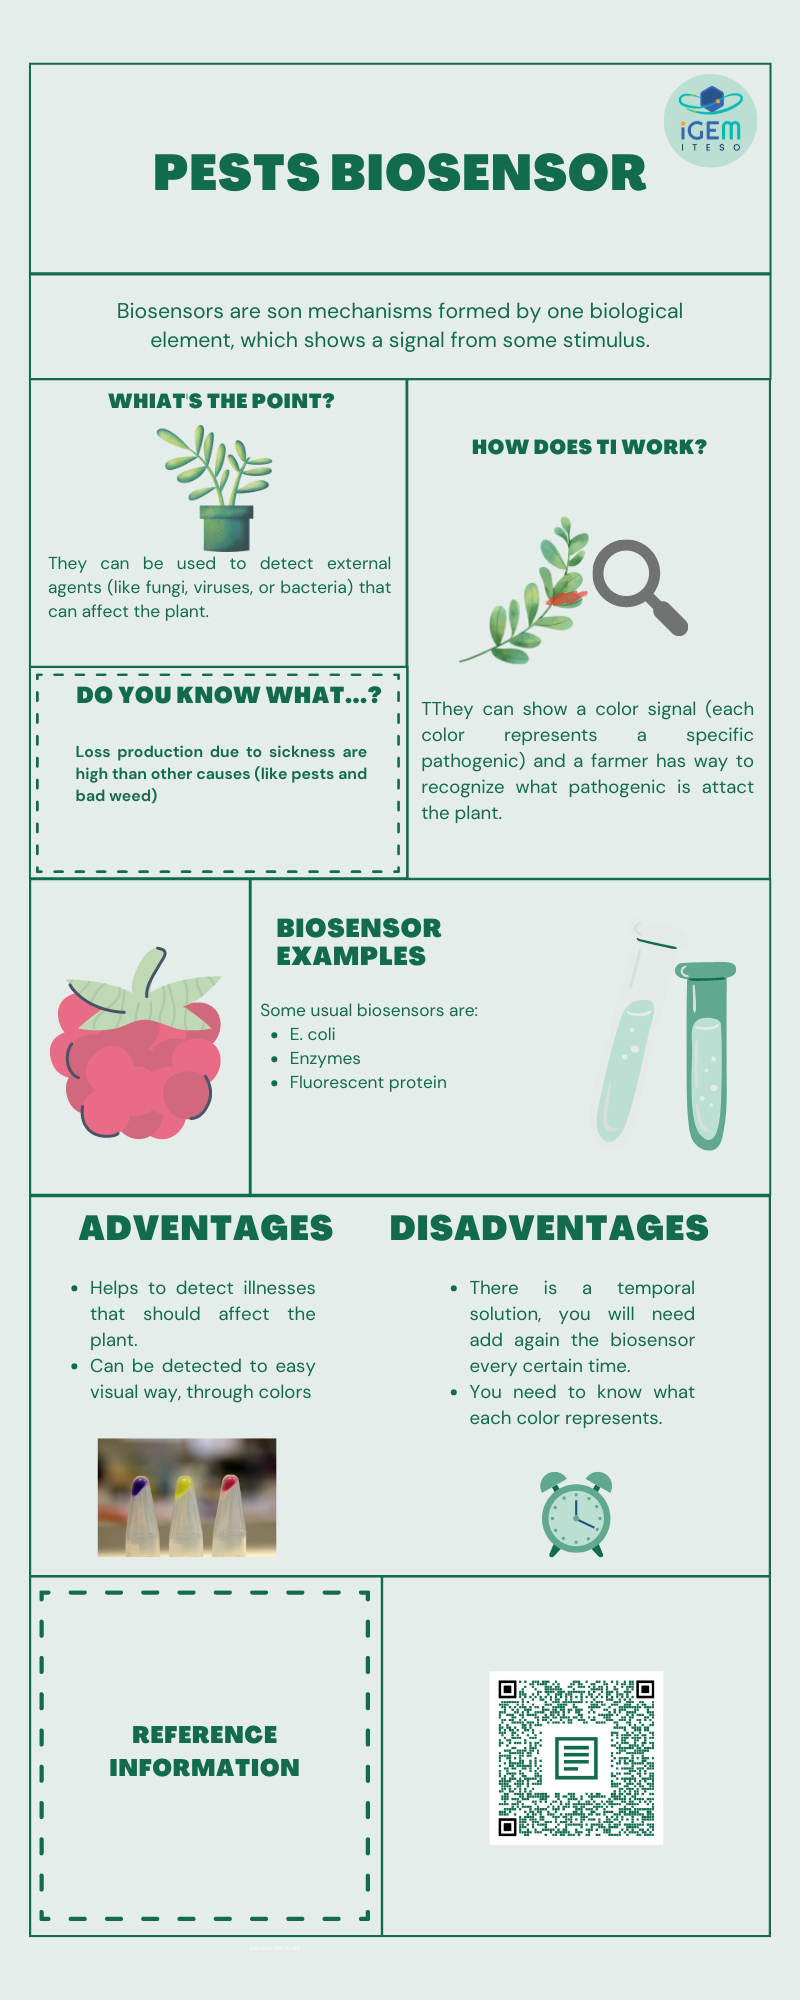 iGEM
ITESO
PESTS BIOSENSOR
Biosensors are son mechanisms formed by one biological
element, which shows a signal from some stimulus.
WHIAT'S THE POINT?
They can be used to detect external
agents (like fungi, viruses, or bacteria) that
can affect the plant.
HOW DOES TI WORK?
TThey can show a color signal (each
color represents a specific
pathogenic) and a farmer has way to
recognize what pathogenic is attact
the plant.
DO YOU KNOW WHAT...?
Loss production due to sickness are
high than other causes (like pests and
bad weed)
BIOSENSOR
EXAMPLES
Some usual biosensors are:
• E. coli
• Enzymes
• Fluorescent protein
ADVENTAGES
• Helps to detect illnesses
that should affect the
plant.
• Can be detected to easy
visual way, through colors
DISADVENTAGES
• There is a temporal
solution, you will need
add again the biosensor
every certain time.
• You need to know what
each color represents.
REFERENCE
INFORMATION